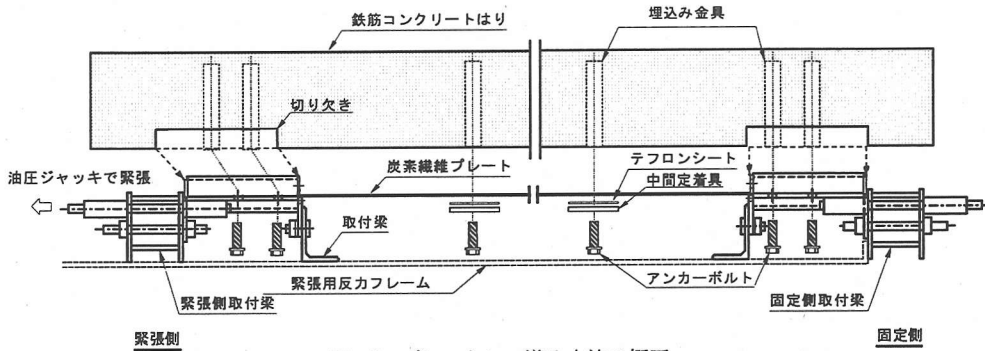 鉄筋コンクリートはり
埋込み金具
切り欠き
油圧ジャッキで緊張
炭素繊維プレート
テフロンシート
中間定着具
取付梁
緊張用反力フレーム
アンカーボルト
緊張側取付梁
固定側取付梁
緊張側
固定側